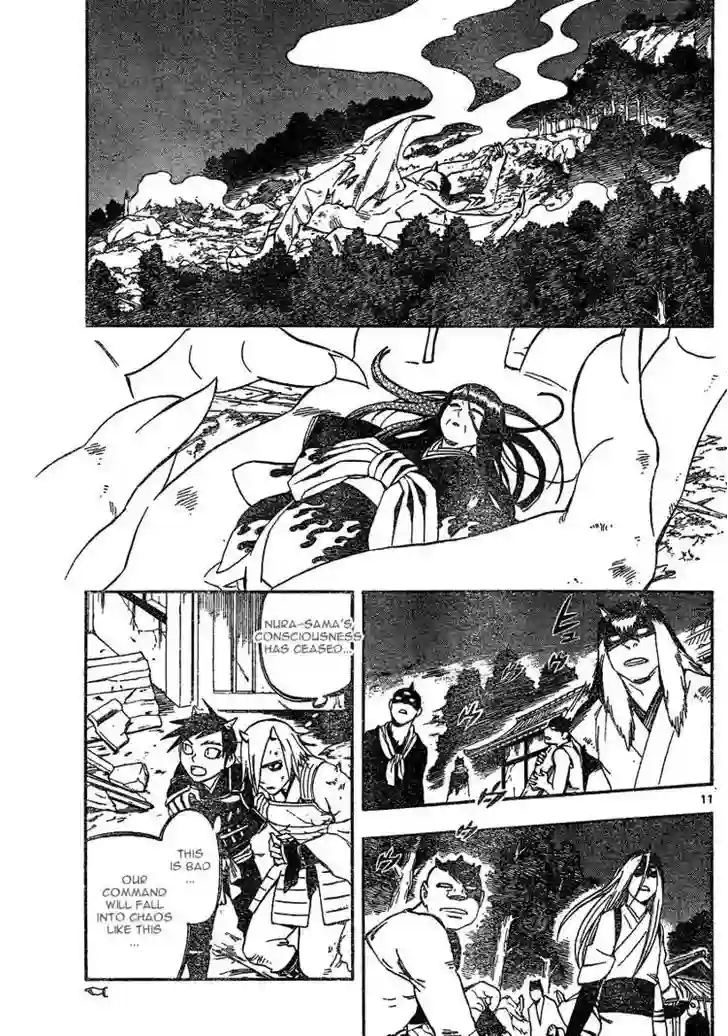 NURA-SAMA'S
CONSCIOUSNESS
HAS CEASED...
11
THIS
IS BAD
...
OUR
COMMAND
WILL FALL
INTO CHAOS
LIKE THIS
...